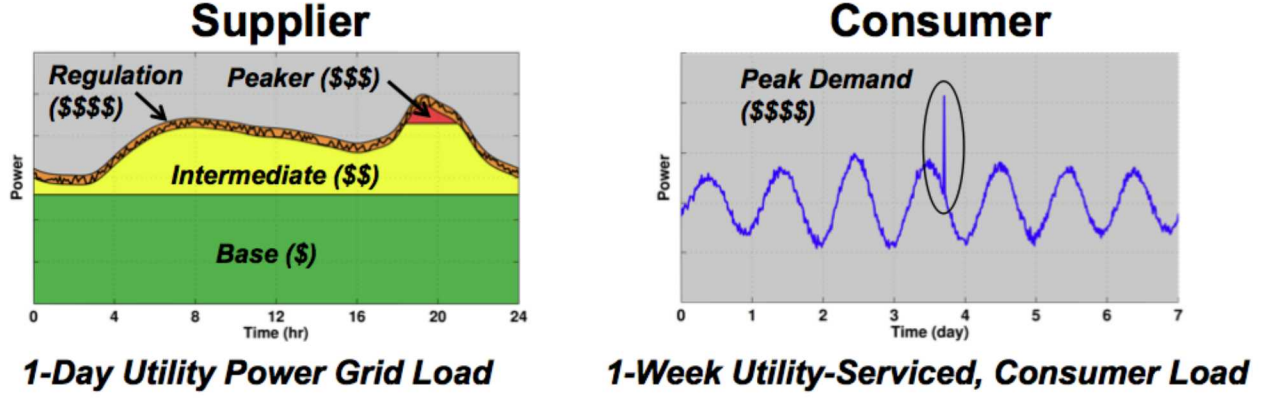 Supplier
Regulation
($$$$)
Peaker ($$$)
Intermediate ($$)
Base ($)
Power
0 4 8 12 16 20 24
Time (hr)
1-Day Utility Power Grid Load
Consumer
Peak Demand
($$$$)
Power
0 1 2 3 4 5 6 7
Time (day)
1-Week Utility-Serviced, Consumer Load